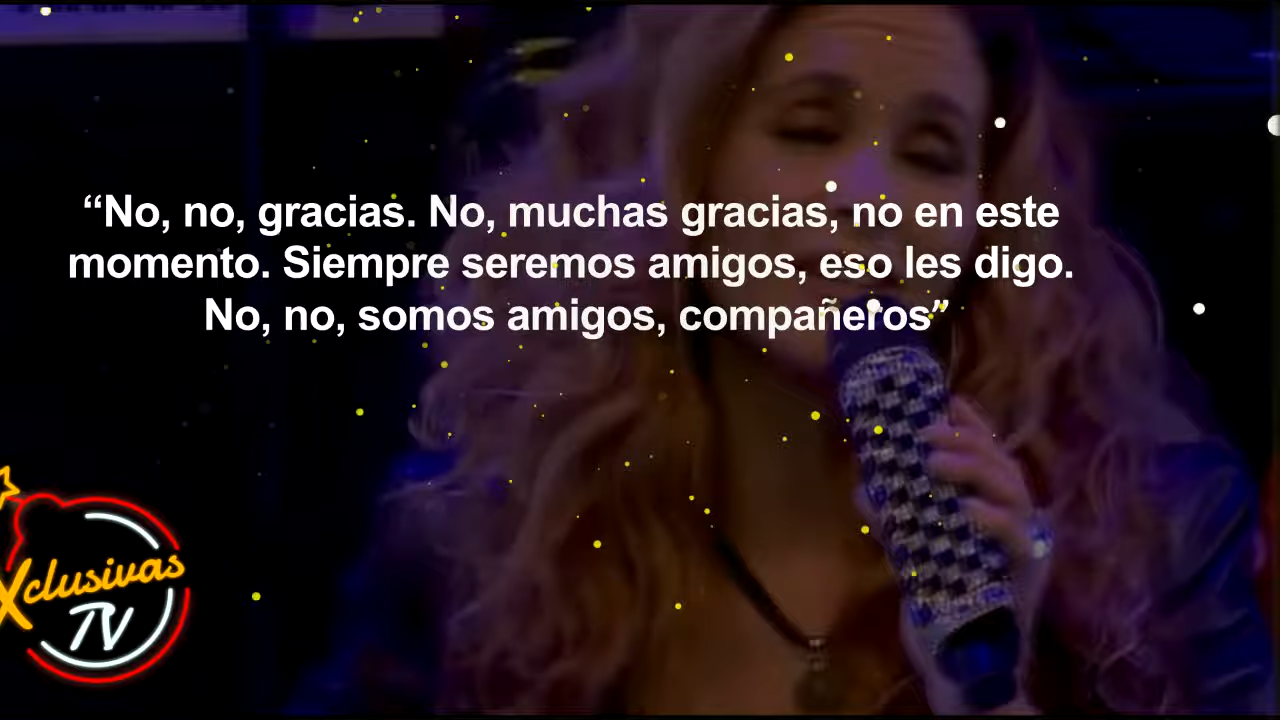 “No, no, gracias. No, muchas gracias, no en este
momento. Siempre seremos amigos, eso les digo.
No, no, somos amigos, compañeros”
Xclusivas
TV